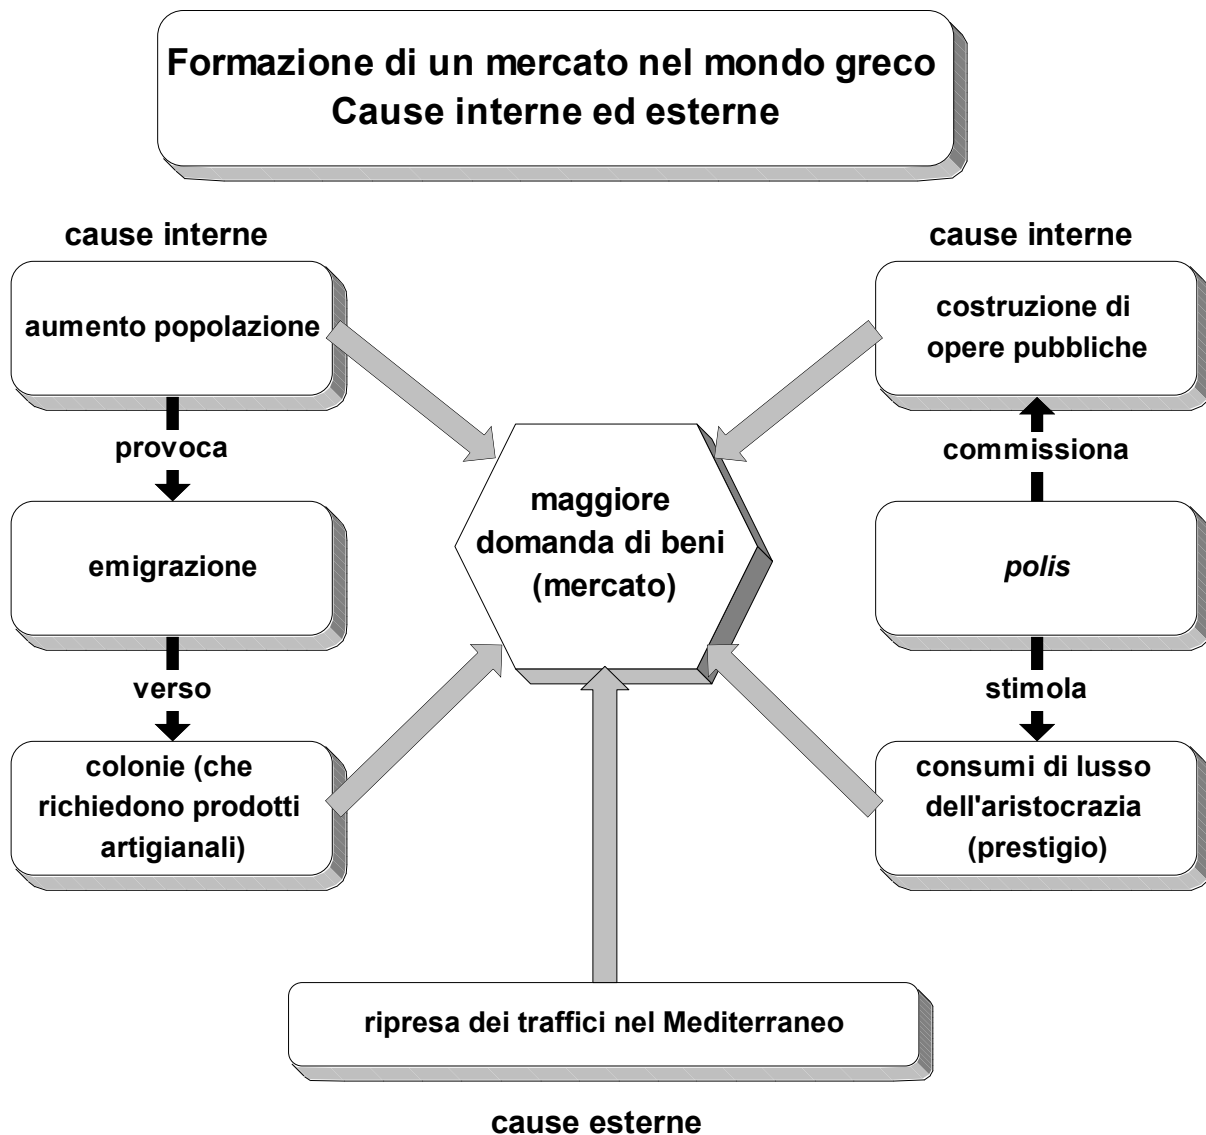 Formazione di un mercato nel mondo greco
Cause interne ed esterne
cause interne
aumento popolazione
provoca
emigrazione
verso
colonie (che
richiedono prodotti
artigianali)
maggiore
domanda di beni
(mercato)
cause interne
costruzione di
opere pubbliche
commissiona
polis
stimola
consumi di lusso
dell'aristocrazia
(prestigio)
ripresa dei traffici nel Mediterraneo
cause esterne